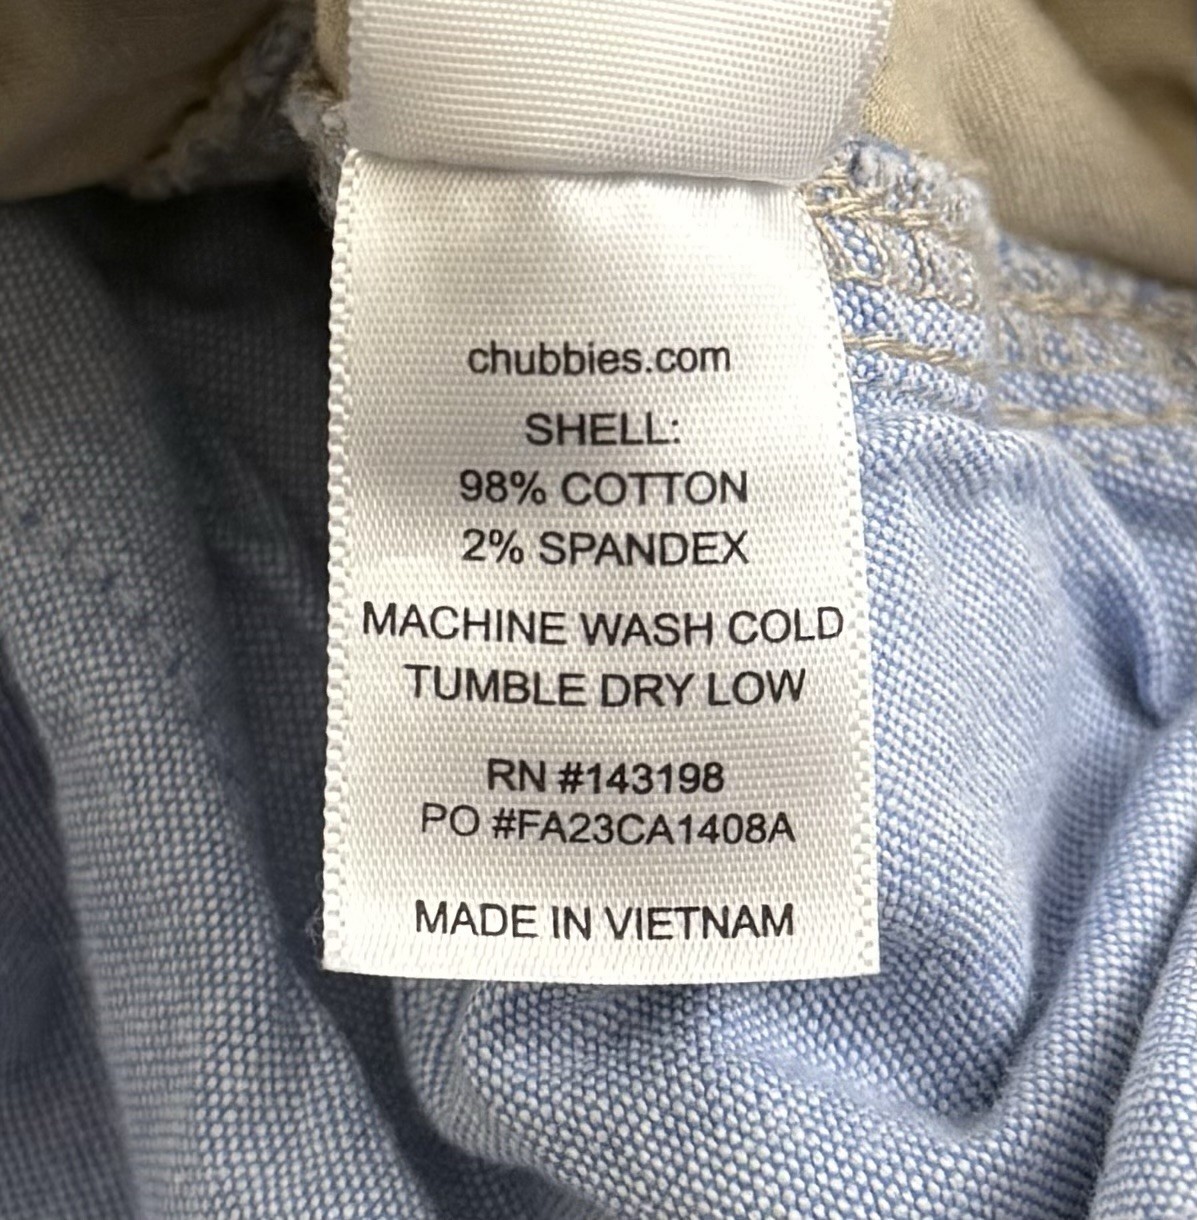 chubbies.com
SHELL:
98% COTTON
2% SPANDEX
MACHINE WASH COLD
TUMBLE DRY LOW
RN #143198
PO #FA23CA1408A
MADE IN VIETNAM